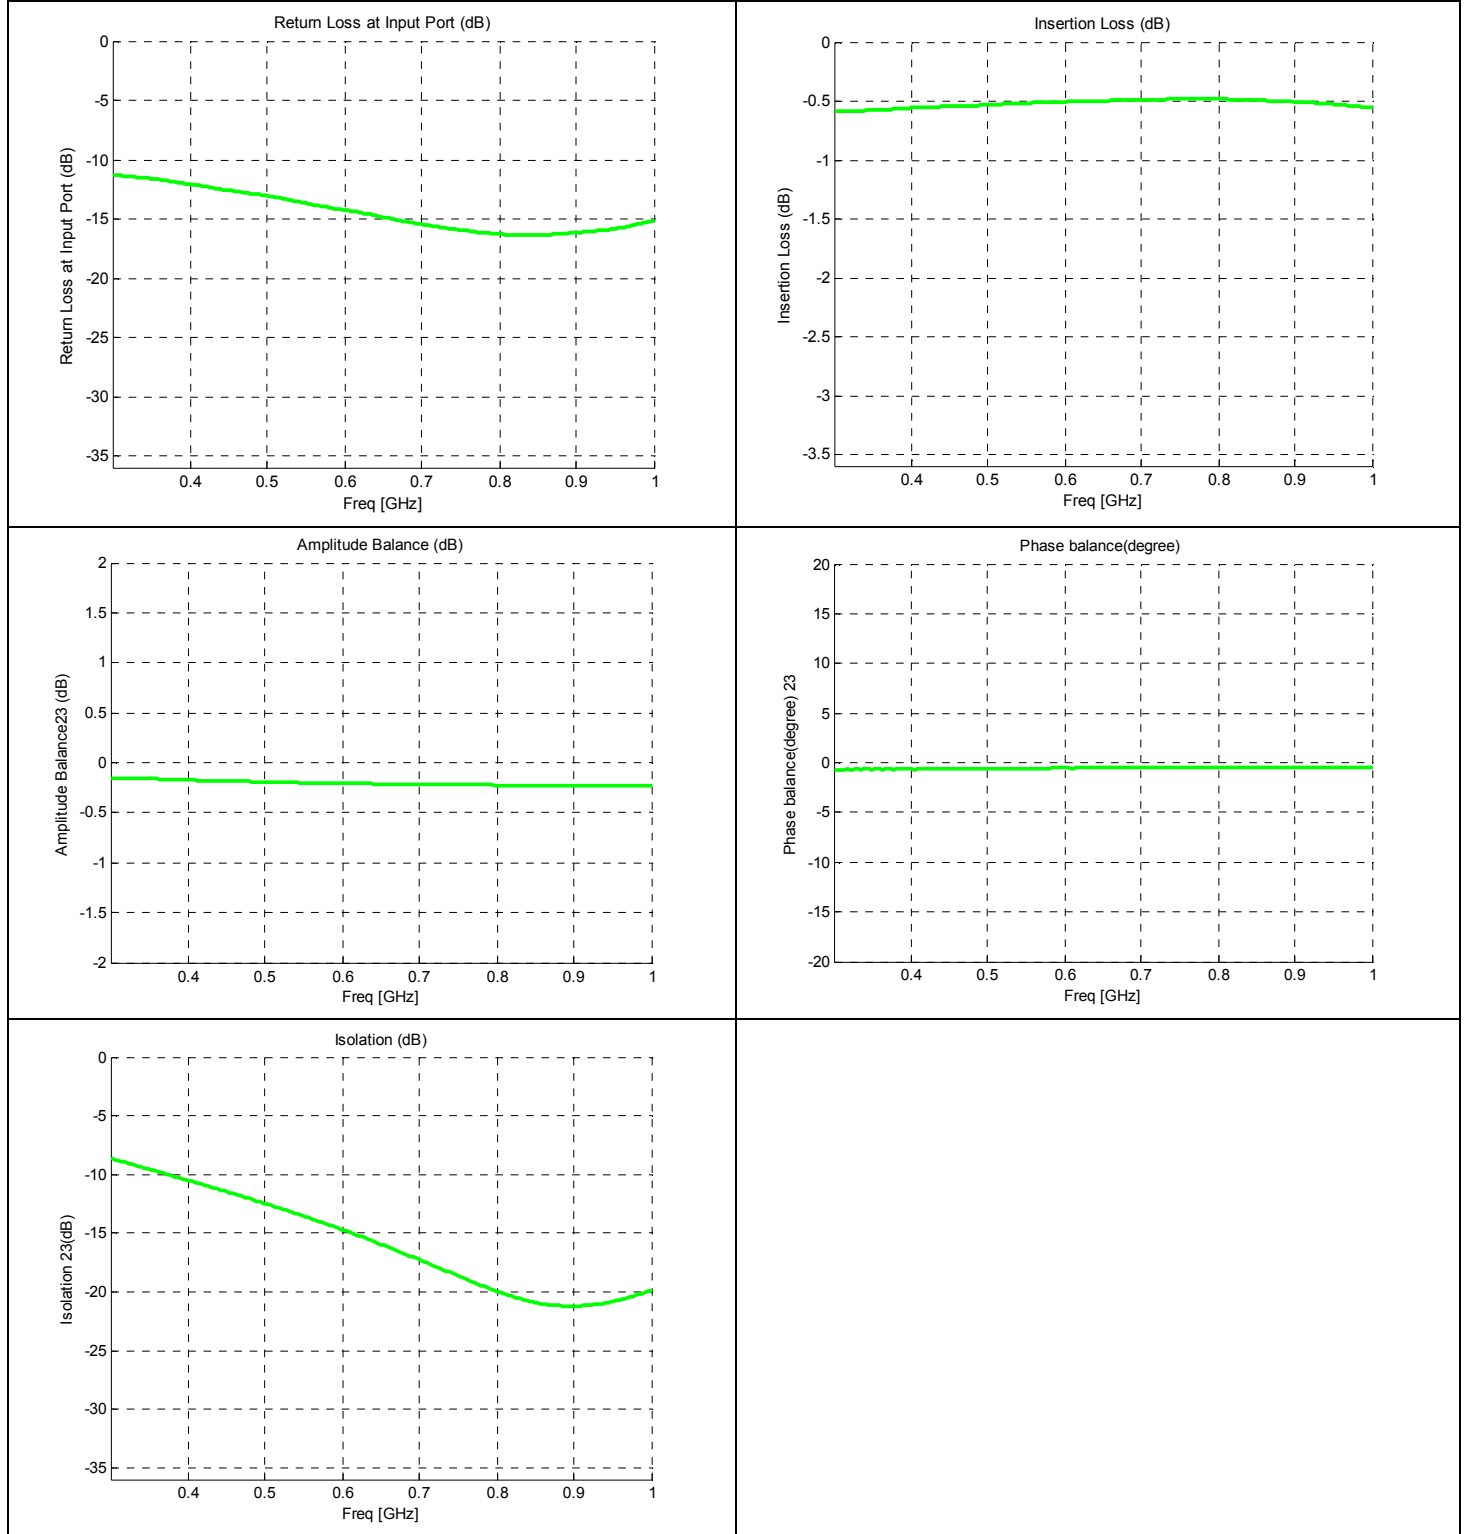 Return Loss at Input Port (dB)
0
-5
-10
-15
-20
-25
-30
-35
Return Loss at Input Port (dB)
0.4 0.5 0.6 0.7 0.8 0.9 1
Freq [GHz]
Insertion Loss (dB)
0
-0.5
-1
-1.5
-2
-2.5
-3
-3.5
Insertion Loss (dB)
0.4 0.5 0.6 0.7 0.8 0.9 1
Freq [GHz]
Amplitude Balance (dB)
2
1.5
1
0.5
0
-0.5
-1
-1.5
-2
Amplitude Balance23 (dB)
0.4 0.5 0.6 0.7 0.8 0.9 1
Freq [GHz]
Phase balance(degree)
20
15
10
5
0
-5
-10
-15
-20
Phase balance(degree) 23
0.4 0.5 0.6 0.7 0.8 0.9 1
Freq [GHz]
Isolation (dB)
0
-5
-10
-15
-20
-25
-30
-35
Isolation 23(dB)
0.4 0.5 0.6 0.7 0.8 0.9 1
Freq [GHz]